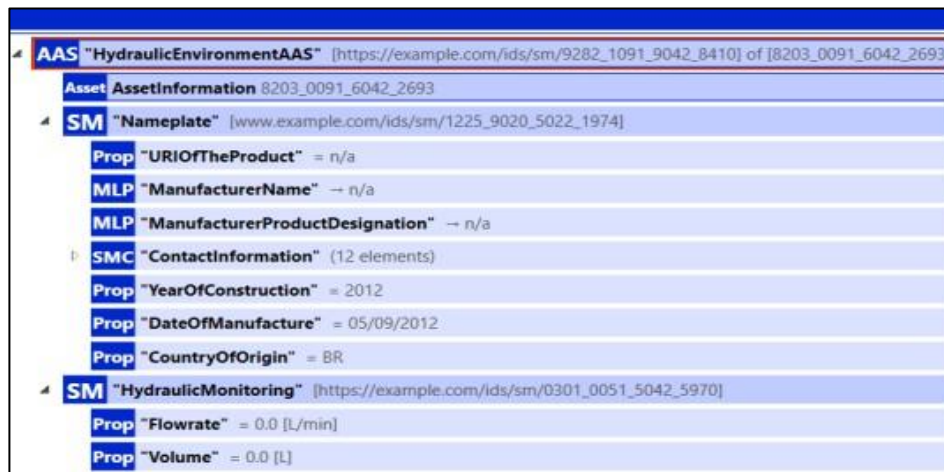 AAS "HydraulicEnvironmentAAS" [https://example.com/ids/sm/9282_1091_9042_8410] of [8203_0091_6042_2693
Asset AssetInformation 8203_0091_6042_2693
SM "Nameplate" [www.example.com/ids/sm/1225_9020_5022_1974]
Prop "URIOfTheProduct" = n/a
MLP "ManufacturerName" → n/a
MLP "ManufacturerProductDesignation" → n/a
SMC "ContactInformation" (12 elements)
Prop "YearOfConstruction" = 2012
Prop "DateOfManufacture" = 05/09/2012
Prop "CountryOfOrigin" = BR
SM "HydraulicMonitoring" [https://example.com/ids/sm/0301_0051_5042_5970]
Prop "Flowrate" = 0.0 [L/min]
Prop "Volume" = 0.0 [L]